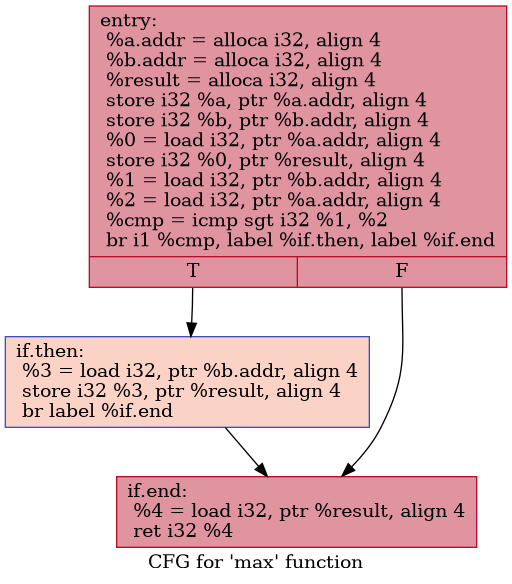 entry:
%a.addr = alloca i32, align 4
%b.addr = alloca i32, align 4
%result = alloca i32, align 4
store i32 %a, ptr %a.addr, align 4
store i32 %b, ptr %b.addr, align 4
%0 = load i32, ptr %a.addr, align 4
store i32 %0, ptr %result, align 4
%1 = load i32, ptr %b.addr, align 4
%2 = load i32, ptr %a.addr, align 4
%cmp = icmp sgt i32 %1, %2
br i1 %cmp, label %if.then, label %if.end
T
F
if.then:
%3 = load i32, ptr %b.addr, align 4
store i32 %3, ptr %result, align 4
br label %if.end
if.end:
%4 = load i32, ptr %result, align 4
ret i32 %4
CFG for 'max' function